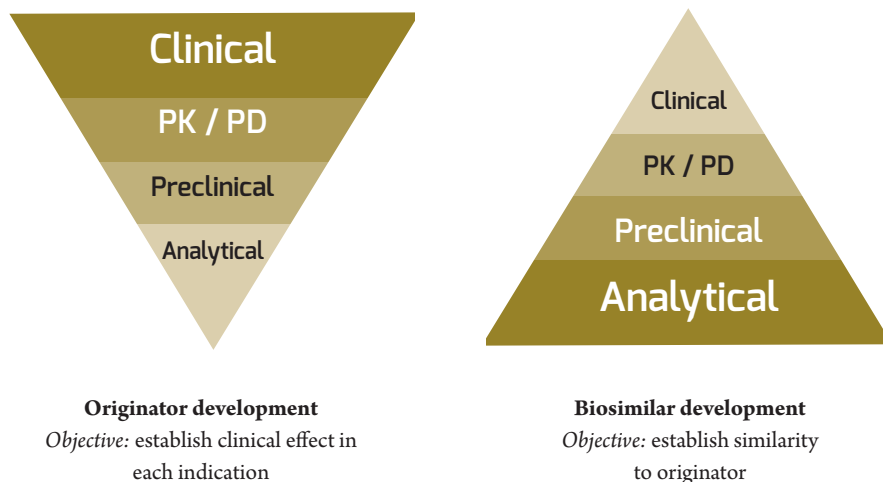 Clinical
PK / PD
Preclinical
Analytical
Originator development
Objective: establish clinical effect in
each indication
Clinical
PK / PD
Preclinical
Analytical
Biosimilar development
Objective: establish similarity
to originator